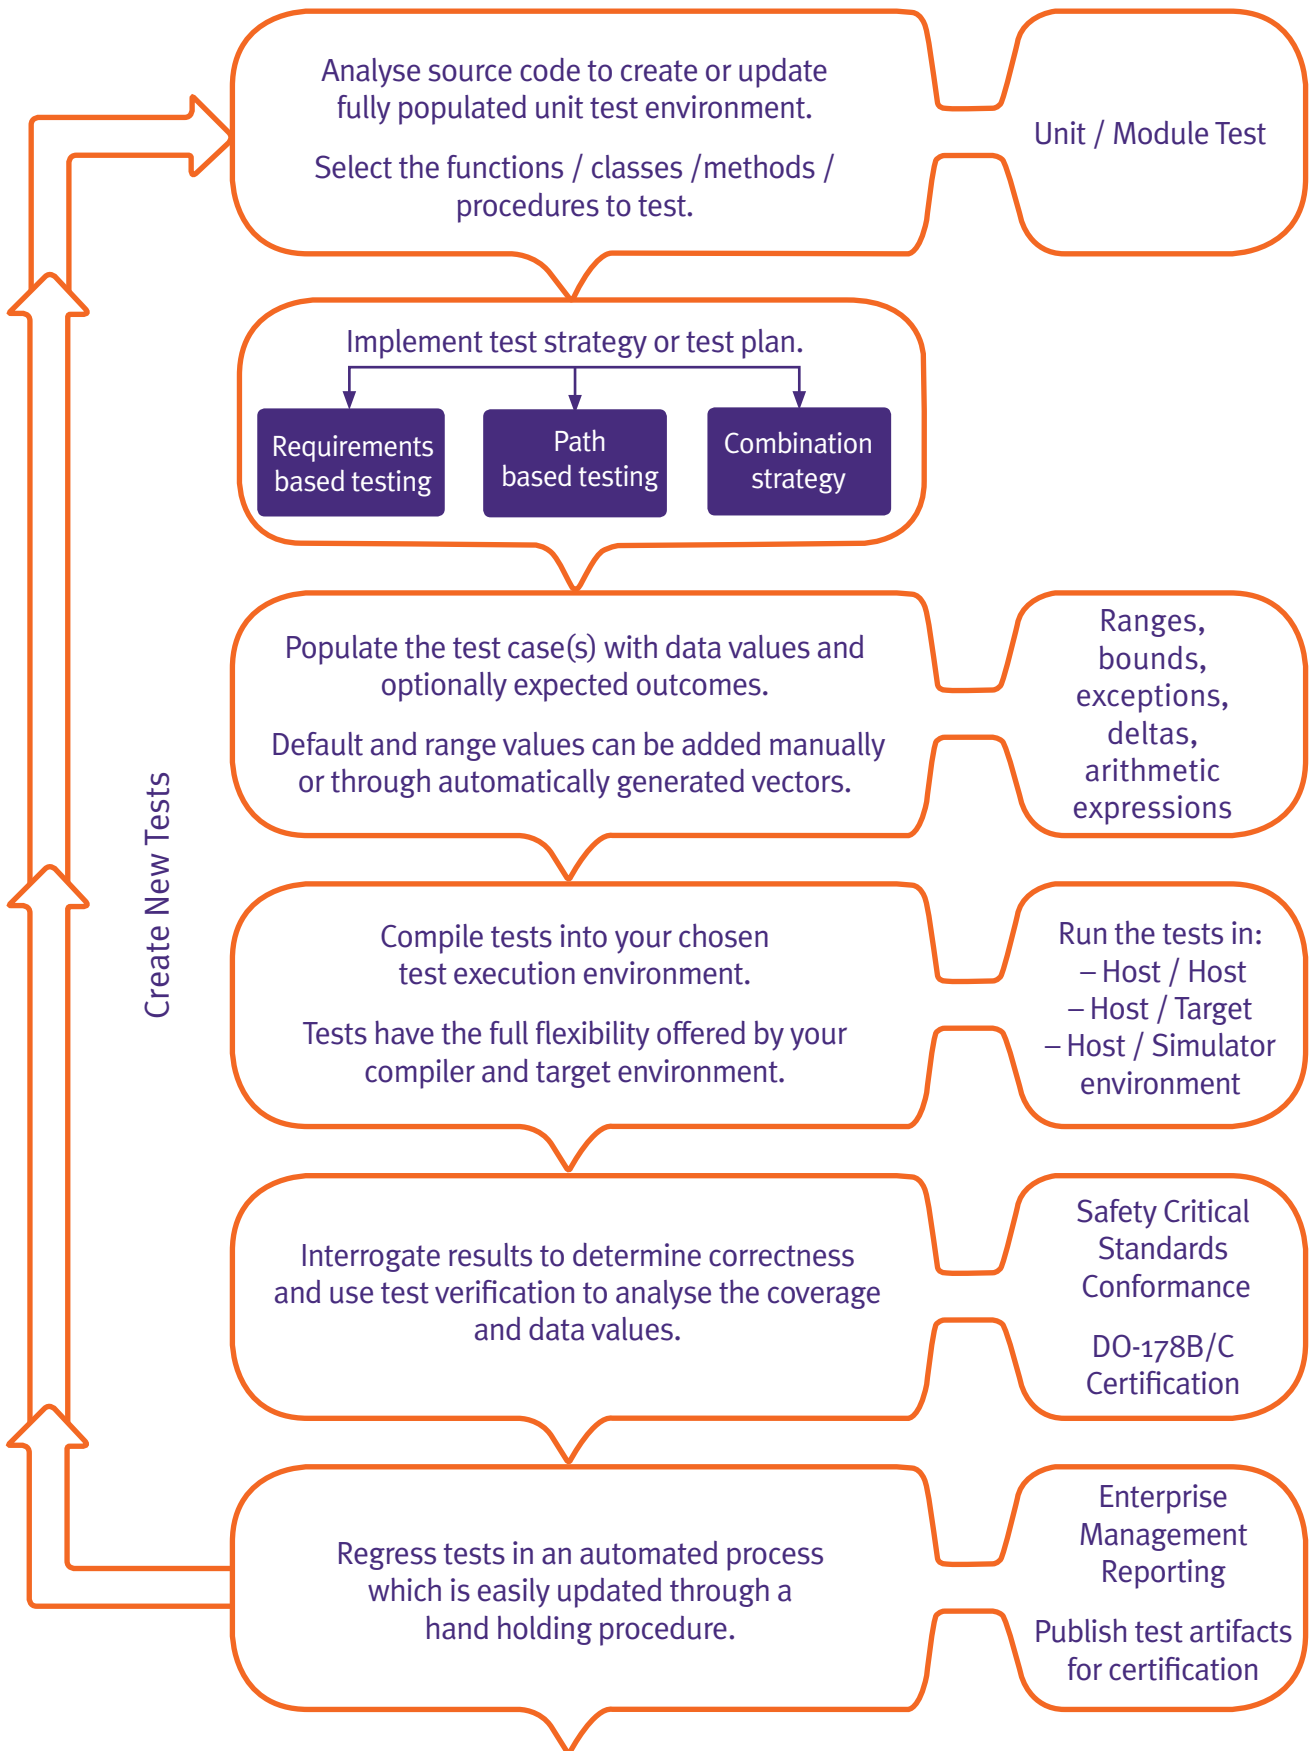 Analyse source code to create or update
fully populated unit test environment.
Select the functions / classes /methods /
procedures to test.
Unit / Module Test
Implement test strategy or test plan.
Requirements
based testing
Path
based testing
Combination
strategy
Populate the test case(s) with data values and
optionally expected outcomes.
Default and range values can be added manually
or through automatically generated vectors.
Ranges,
bounds,
exceptions,
deltas,
arithmetic
expressions
Create New Tests
Compile tests into your chosen
test execution environment.
Tests have the full flexibility offered by your
compiler and target environment.
Run the tests in:
– Host / Host
– Host / Target
– Host / Simulator
environment
Interrogate results to determine correctness
and use test verification to analyse the coverage
and data values.
Safety Critical
Standards
Conformance
DO-178B/C
Certification
Regress tests in an automated process
which is easily updated through a
hand holding procedure.
Enterprise
Management
Reporting
Publish test artifacts
for certification